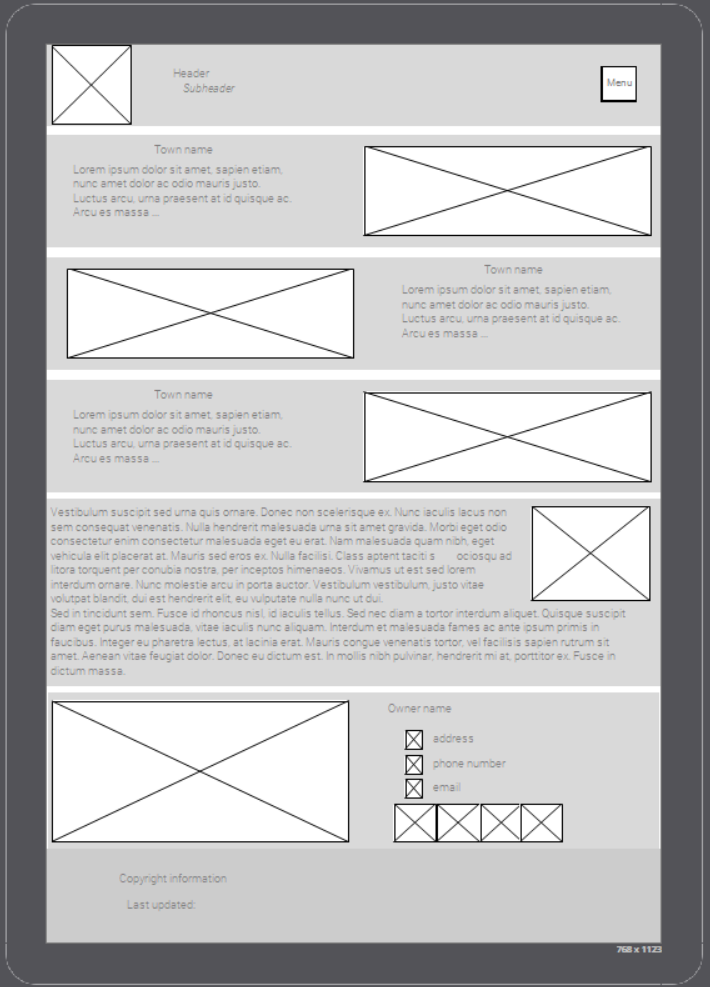 Header
Subheader
Menu
Town name
Lorem ipsum dolor sit amet, sapien etiam,
nunc amet dolor ac odio mauris justo.
Luctus arcu, urna praesent at id quisque ac.
Arcu es massa ...
Town name
Lorem ipsum dolor sit amet, sapien etiam,
nunc amet dolor ac odio mauris justo.
Luctus arcu, urna praesent at id quisque ac.
Arcu es massa ...
Town name
Lorem ipsum dolor sit amet, sapien etiam,
nunc amet dolor ac odio mauris justo.
Luctus arcu, urna praesent at id quisque ac.
Arcu es massa ...
Vestibulum suscipit sed urna quis ornare. Donec non scelerisque ex. Nunc iaculis lacus non
sem consequat venenatis. Nulla hendrerit malesuada urna sit amet gravida. Morbi eget odio
consectetur enim consectetur malesuada eget eu erat. Nam malesuada quam nibh, eget
vehicula elit placerat at. Mauris sed eros ex. Nulla facilisi. Class aptent taciti s ociosqu ad
litora torquent per conubia nostra, per inceptos himenaeos. Vivamus ut est sed lorem
interdum ornare. Nunc molestie arcu in porta auctor. Vestibulum vestibulum, justo vitae
volutpat blandit, dui est hendrerit elit, eu vulputate nulla nunc ut dui.
Sed in tincidunt sem. Fusce id rhoncus nisl, id iaculis tellus. Sed nec diam a tortor interdum aliquet. Quisque suscipit
diam eget purus malesuada, vitae iaculis nunc aliquam. Interdum et malesuada fames ac ante ipsum primis in
faucibus. Integer eu pharetra lectus, at lacinia erat. Mauris congue venenatis tortor, vel facilisis sapien rutrum sit
amet. Aenean vitae feugiat dolor. Donec eu dictum est. In mollis nibh pulvinar, hendrerit mi at, porttitor ex. Fusce in
dictum massa.
Owner name
address
phone number
email
Copyright information
Last updated:
768 x 1123